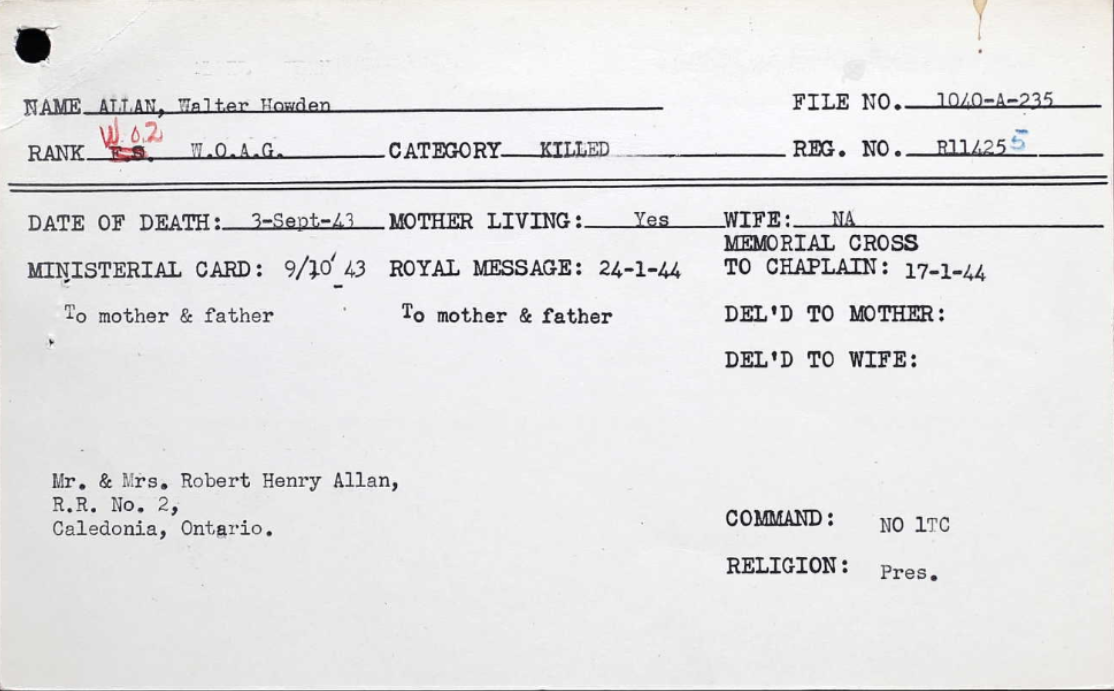 NAME ALLAN, Walter Howden FILE NO. 1040-A-235
W.O.2
RANK F.S. W.O.A.G. CATEGORY KILLED REG. NO. R114255
DATE OF DEATH: 3-Sept-43 MOTHER LIVING: Yes WIFE: NA
MEMORIAL CROSS
MINISTERIAL CARD: 9/10/43 ROYAL MESSAGE: 24-1-44 TO CHAPLAIN: 17-1-44
To mother & father To mother & father DEL'D TO MOTHER:
DEL'D TO WIFE:
Mr. & Mrs. Robert Henry Allan,
R.R. No. 2,
Caledonia, Ontario.
COMMAND: NO 1TC
RELIGION: Pres.